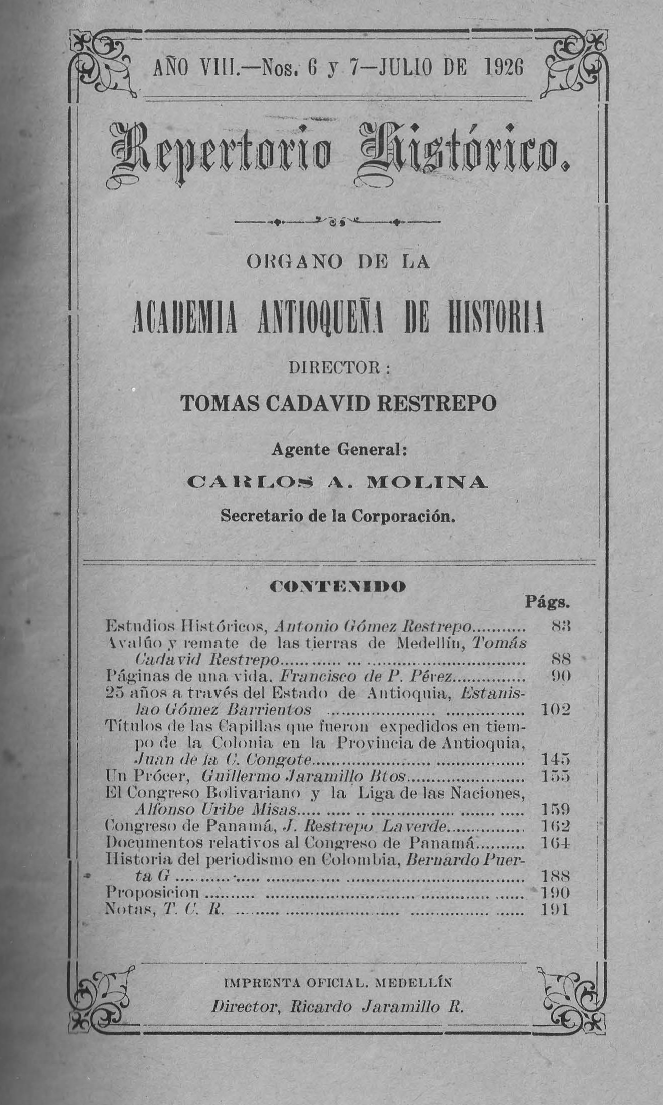 AÑO VIII.—Nos. 6 y 7—JULIO DE 1926
Repertorio Histórico.
ORGANO DE LA
ACADEMIA ANTIOQUEÑA DE HISTORIA
DIRECTOR:
TOMAS CADAVID RESTREPO
Agente General:
CARLOS A. MOLINA
Secretario de la Corporación.
CONTENIDO
Págs.
Estudios Históricos, Antonio Gómez Restrepo........... 83
Avalúo y remate de las tierras de Medellín, Tomás
Cadavid Restrepo................................................ 88
Páginas de una vida, Francisco de P. Pérez.............. 90
25 años a través del Estado de Antioquia, Estanis-
lao Gómez Barrientos ........................................ 102
Títulos de las Capillas que fueron expedidos en tiem-
po de la Colonia en la Provincia de Antioquia,
Juan de la C. Congote.......................................... 145
Un Prócer, Guillermo Jaramillo Btos........................ 155
El Congreso Bolivariano y la Liga de las Naciones,
Alfonso Uribe Misas............................................. 159
Congreso de Panamá, J. Restrepo Laverde............... 162
Documentos relativos al Congreso de Panamá.......... 164
Historia del periodismo en Colombia, Bernardo Puer-
ta G .................................................................. 188
Proposicion .......................................................... 190
Notas, T. C. R. ..................................................... 191
IMPRENTA OFICIAL. MEDELLÍN
Director, Ricardo Jaramillo R.